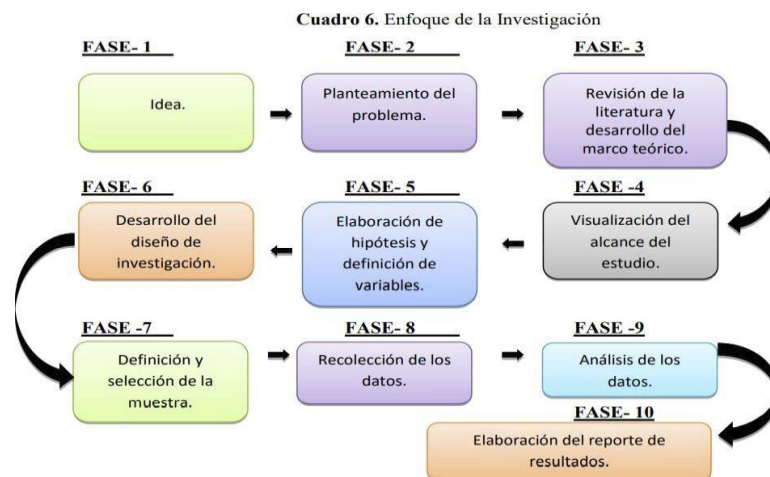 Cuadro 6. Enfoque de la Investigación
FASE- 1
Idea.
FASE- 2
Planteamiento del
problema.
FASE- 3
Revisión de la
literatura y
desarrollo del
marco teórico.
FASE -4
Visualización del
alcance del
estudio.
FASE- 5
Elaboración de
hipótesis y
definición de
variables.
FASE- 6
Desarrollo del
diseño de
investigación.
FASE -7
Definición y
selección de la
muestra.
FASE- 8
Recolección de los
datos.
FASE -9
Análisis de los
datos.
FASE- 10
Elaboración del reporte de
resultados.